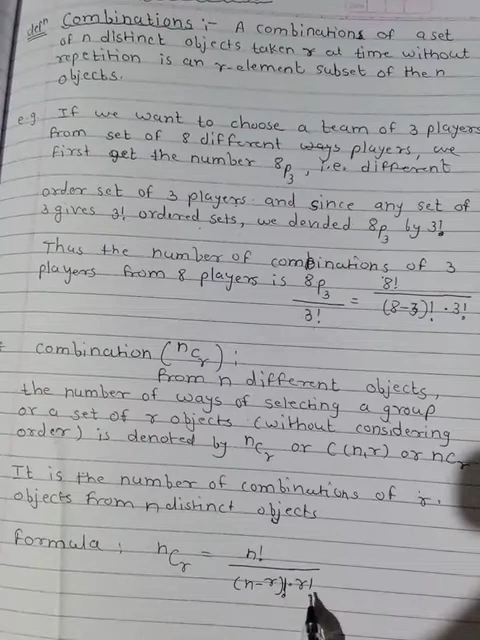 defn Combinations :- A combinations of a set
of n distinct objects taken r at time without
repetition is an r-element subset of the n
objects.
e.g If we want to choose a team of 3 players
from set of 8 different ways players, we
first get the number 8p3, i.e. different
order set of 3 players and since any set of
3 gives 3! ordered sets, we devided 8p3 by 3!
Thus the number of combinations of 3
players from 8 players is 8p3/3! = 8!/(8-3)! · 3!
combination (nCr) :
from n different objects,
the number of ways of selecting a group
or a set of r objects (without considering
order) is denoted by nCr or C(n,r) or nCr
It is the number of combinations of r.
objects from n distinct objects
formula : nCr = n!/(n-r)! · r!